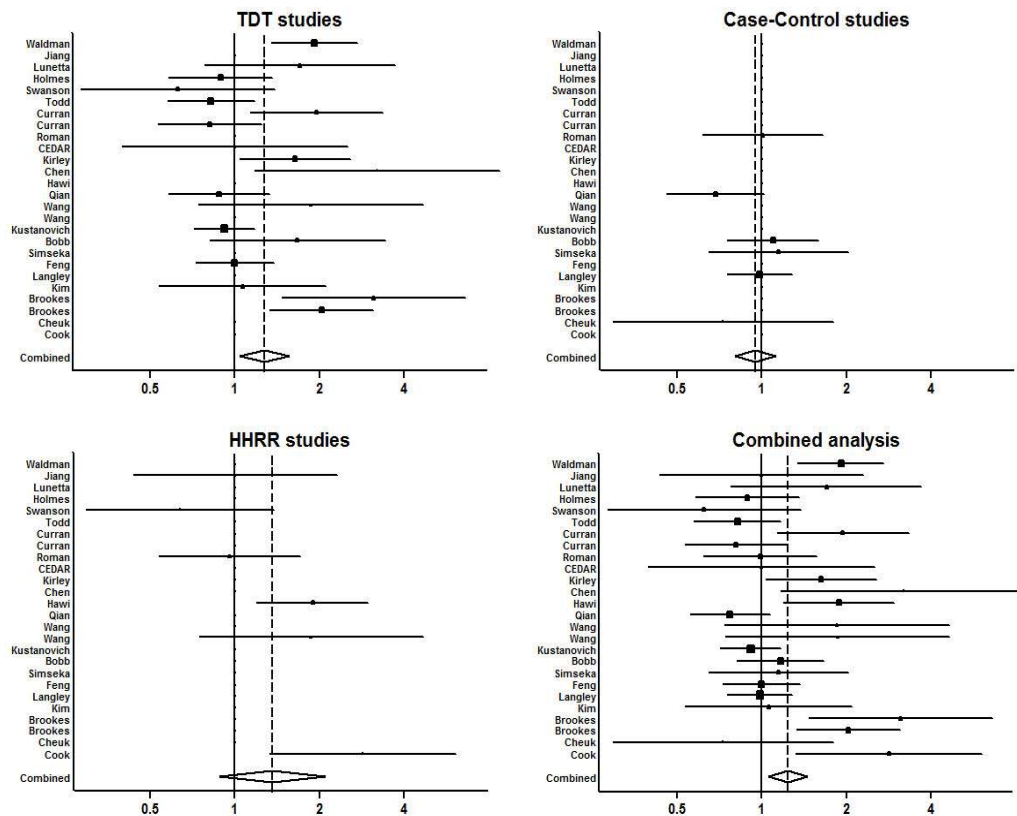 TDT studies
Waldman
Jiang
Lunetta
Holmes
Swanson
Todd
Curran
Curran
Roman
CEDAR
Kirley
Chen
Hawi
Qian
Wang
Wang
Kustanovich
Bobb
Simseka
Feng
Langley
Kim
Brookes
Brookes
Cheuk
Cook
Combined
0.5 1 2 4
Case-Control studies
Waldman
Jiang
Lunetta
Holmes
Swanson
Todd
Curran
Curran
Roman
CEDAR
Kirley
Chen
Hawi
Qian
Wang
Wang
Kustanovich
Bobb
Simseka
Feng
Langley
Kim
Brookes
Brookes
Cheuk
Cook
Combined
0.5 1 2 4
HHRR studies
Waldman
Jiang
Lunetta
Holmes
Swanson
Todd
Curran
Curran
Roman
CEDAR
Kirley
Chen
Hawi
Qian
Wang
Wang
Kustanovich
Bobb
Simseka
Feng
Langley
Kim
Brookes
Brookes
Cheuk
Cook
Combined
0.5 1 2 4
Combined analysis
Waldman
Jiang
Lunetta
Holmes
Swanson
Todd
Curran
Curran
Roman
CEDAR
Kirley
Chen
Hawi
Qian
Wang
Wang
Kustanovich
Bobb
Simseka
Feng
Langley
Kim
Brookes
Brookes
Cheuk
Cook
Combined
0.5 1 2 4